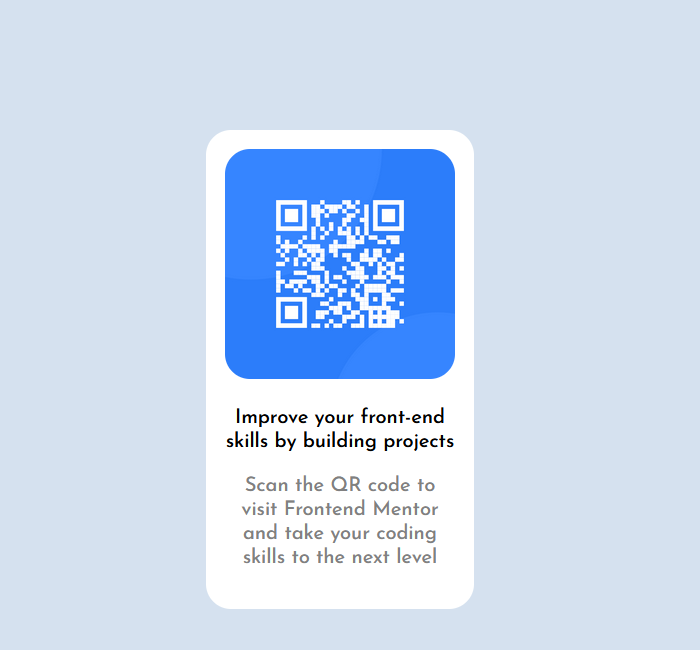 Improve your front-end
skills by building projects
Scan the QR code to
visit Frontend Mentor
and take your coding
skills to the next level